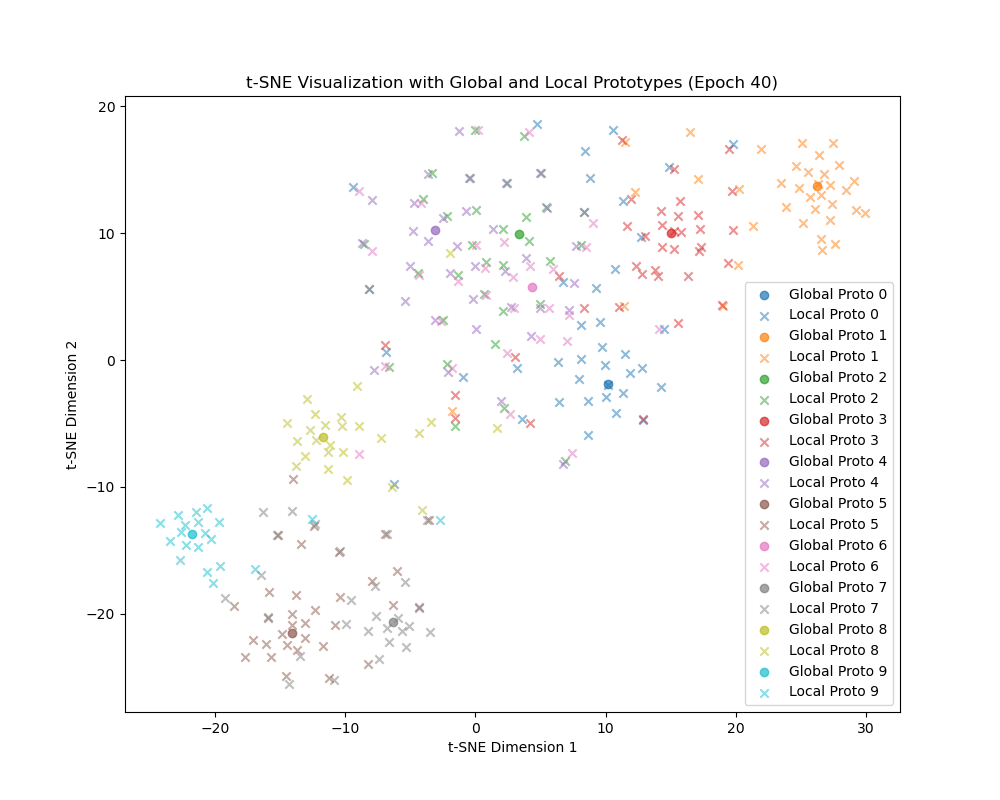 t-SNE Visualization with Global and Local Prototypes (Epoch 40)
20
10
0
−10
−20
t-SNE Dimension 2
Global Proto 0
Local Proto 0
Global Proto 1
Local Proto 1
Global Proto 2
Local Proto 2
Global Proto 3
Local Proto 3
Global Proto 4
Local Proto 4
Global Proto 5
Local Proto 5
Global Proto 6
Local Proto 6
Global Proto 7
Local Proto 7
Global Proto 8
Local Proto 8
Global Proto 9
Local Proto 9
−20 −10 0 10 20 30
t-SNE Dimension 1